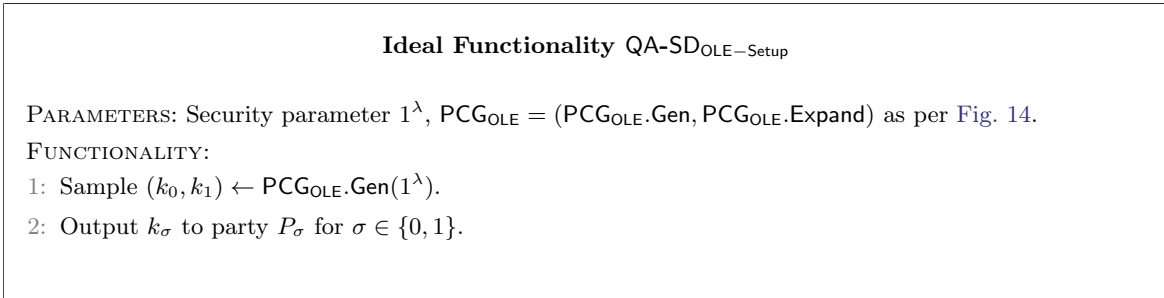 Ideal Functionality QA-SD_OLE−Setup
PARAMETERS: Security parameter 1^λ, PCG_OLE = (PCG_OLE.Gen, PCG_OLE.Expand) as per Fig. 14.
FUNCTIONALITY:
1: Sample (k_0, k_1) ← PCG_OLE.Gen(1^λ).
2: Output k_σ to party P_σ for σ ∈ {0, 1}.